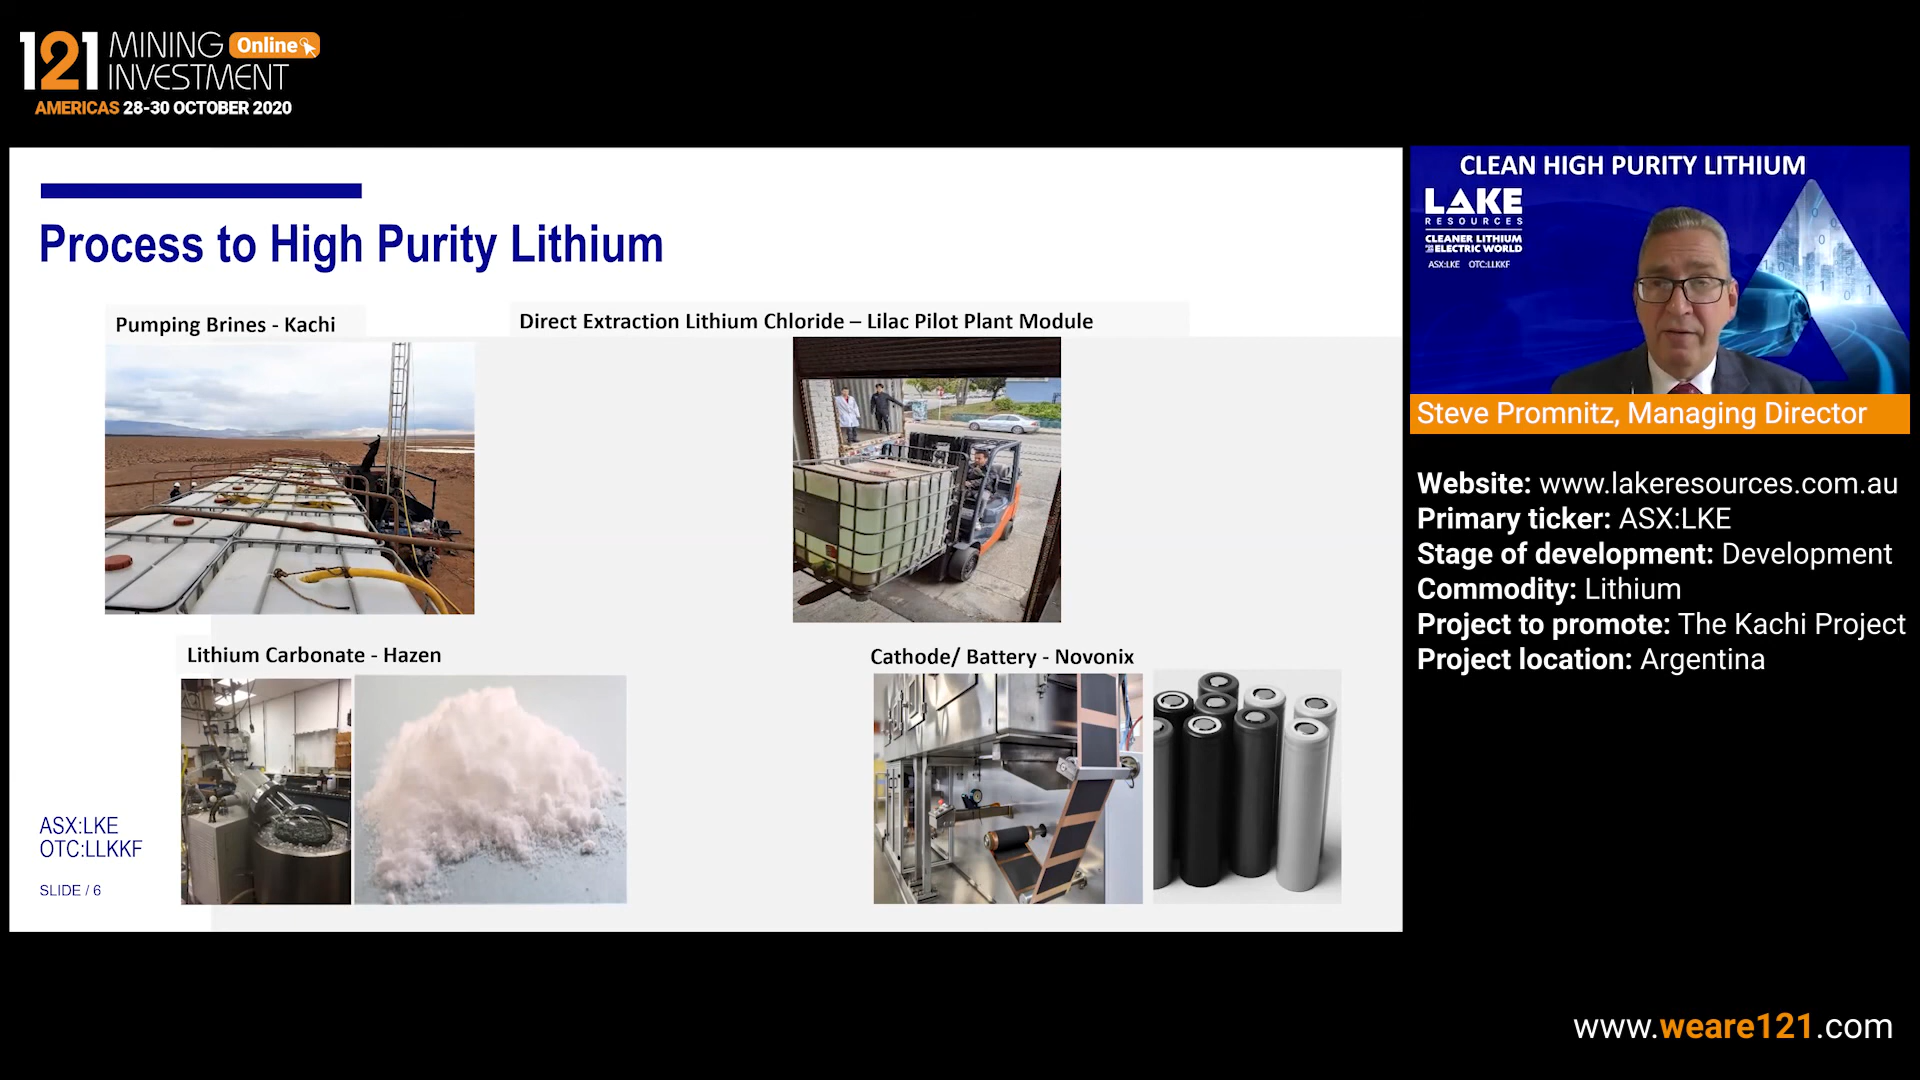 121 MINING Online
INVESTMENT
AMERICAS 28-30 OCTOBER 2020
Process to High Purity Lithium
Pumping Brines - Kachi
Direct Extraction Lithium Chloride – Lilac Pilot Plant Module
Lithium Carbonate - Hazen
Cathode/ Battery - Novonix
ASX:LKE
OTC:LLKKF
SLIDE / 6
CLEAN HIGH PURITY LITHIUM
LAKE
RESOURCES
CLEANER LITHIUM
ELECTRIC WORLD
ASX:LKE OTC:LLKKF
Steve Promnitz, Managing Director
Website: www.lakeresources.com.au
Primary ticker: ASX:LKE
Stage of development: Development
Commodity: Lithium
Project to promote: The Kachi Project
Project location: Argentina
www.weare121.com